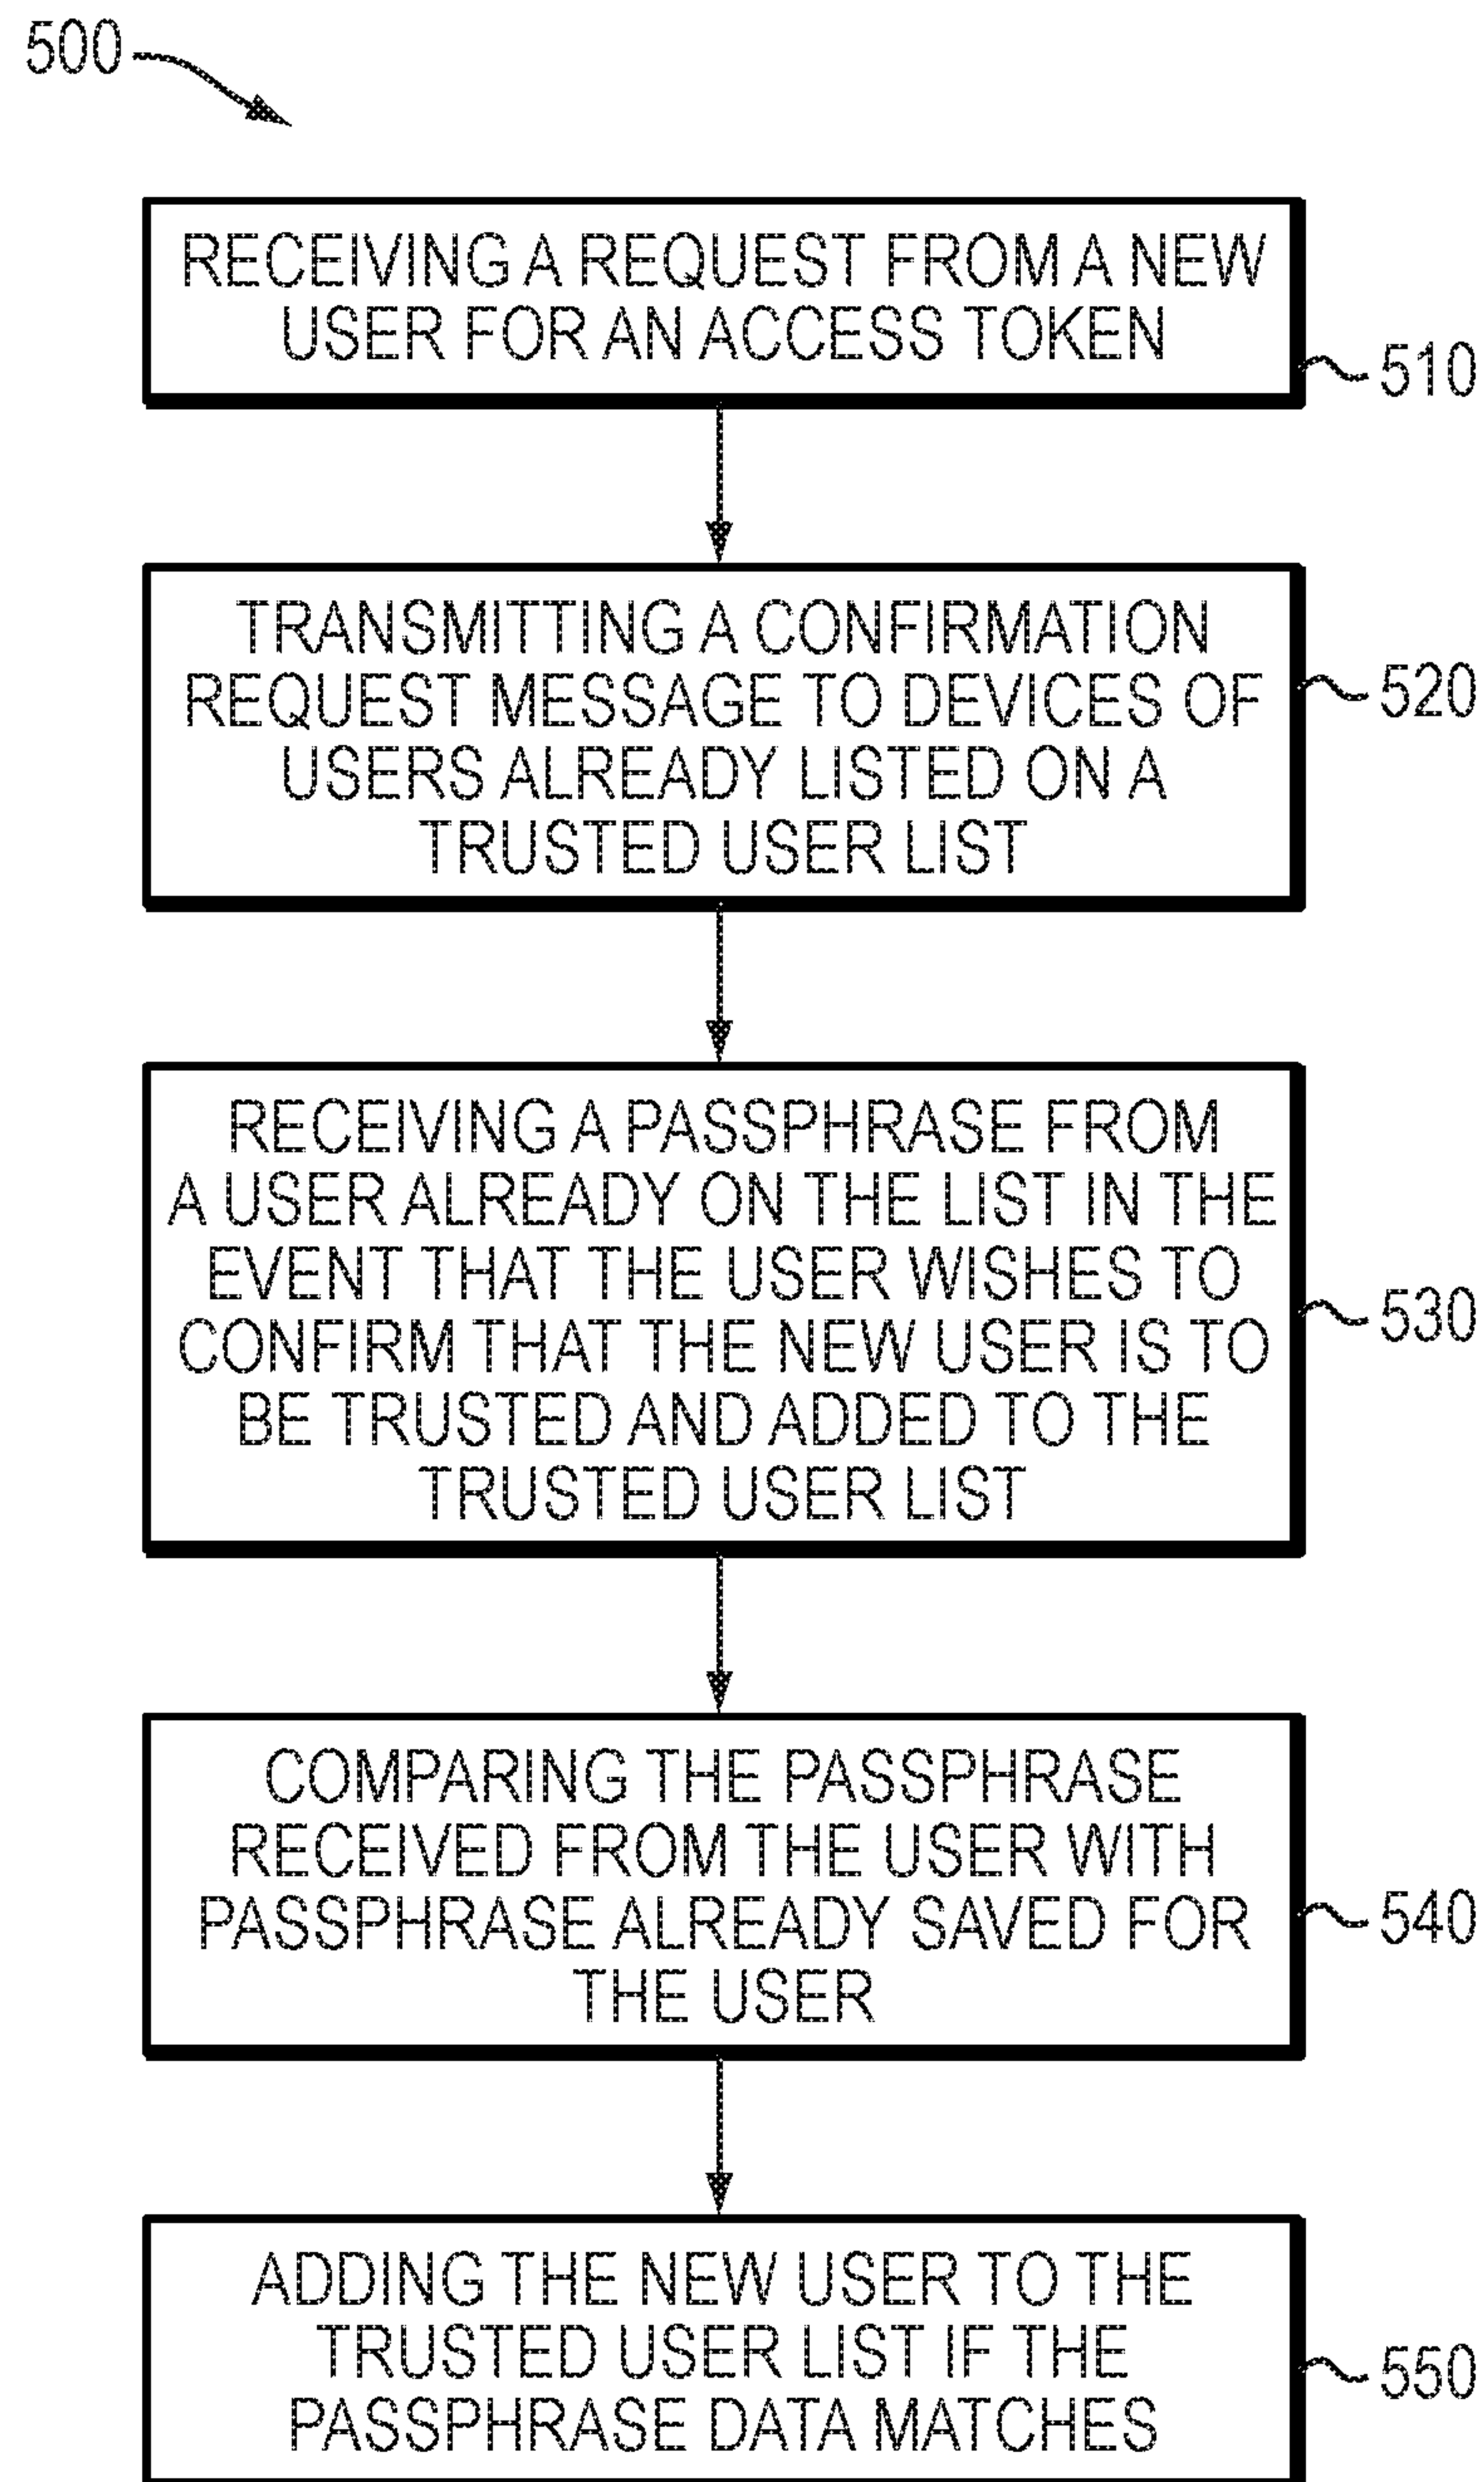 500
RECEIVING A REQUEST FROM A NEW
USER FOR AN ACCESS TOKEN
510
TRANSMITTING A CONFIRMATION
REQUEST MESSAGE TO DEVICES OF
USERS ALREADY LISTED ON A
TRUSTED USER LIST
520
RECEIVING A PASSPHRASE FROM
A USER ALREADY ON THE LIST IN THE
EVENT THAT THE USER WISHES TO
CONFIRM THAT THE NEW USER IS TO
BE TRUSTED AND ADDED TO THE
TRUSTED USER LIST
530
COMPARING THE PASSPHRASE
RECEIVED FROM THE USER WITH
PASSPHRASE ALREADY SAVED FOR
THE USER
540
ADDING THE NEW USER TO THE
TRUSTED USER LIST IF THE
PASSPHRASE DATA MATCHES
550